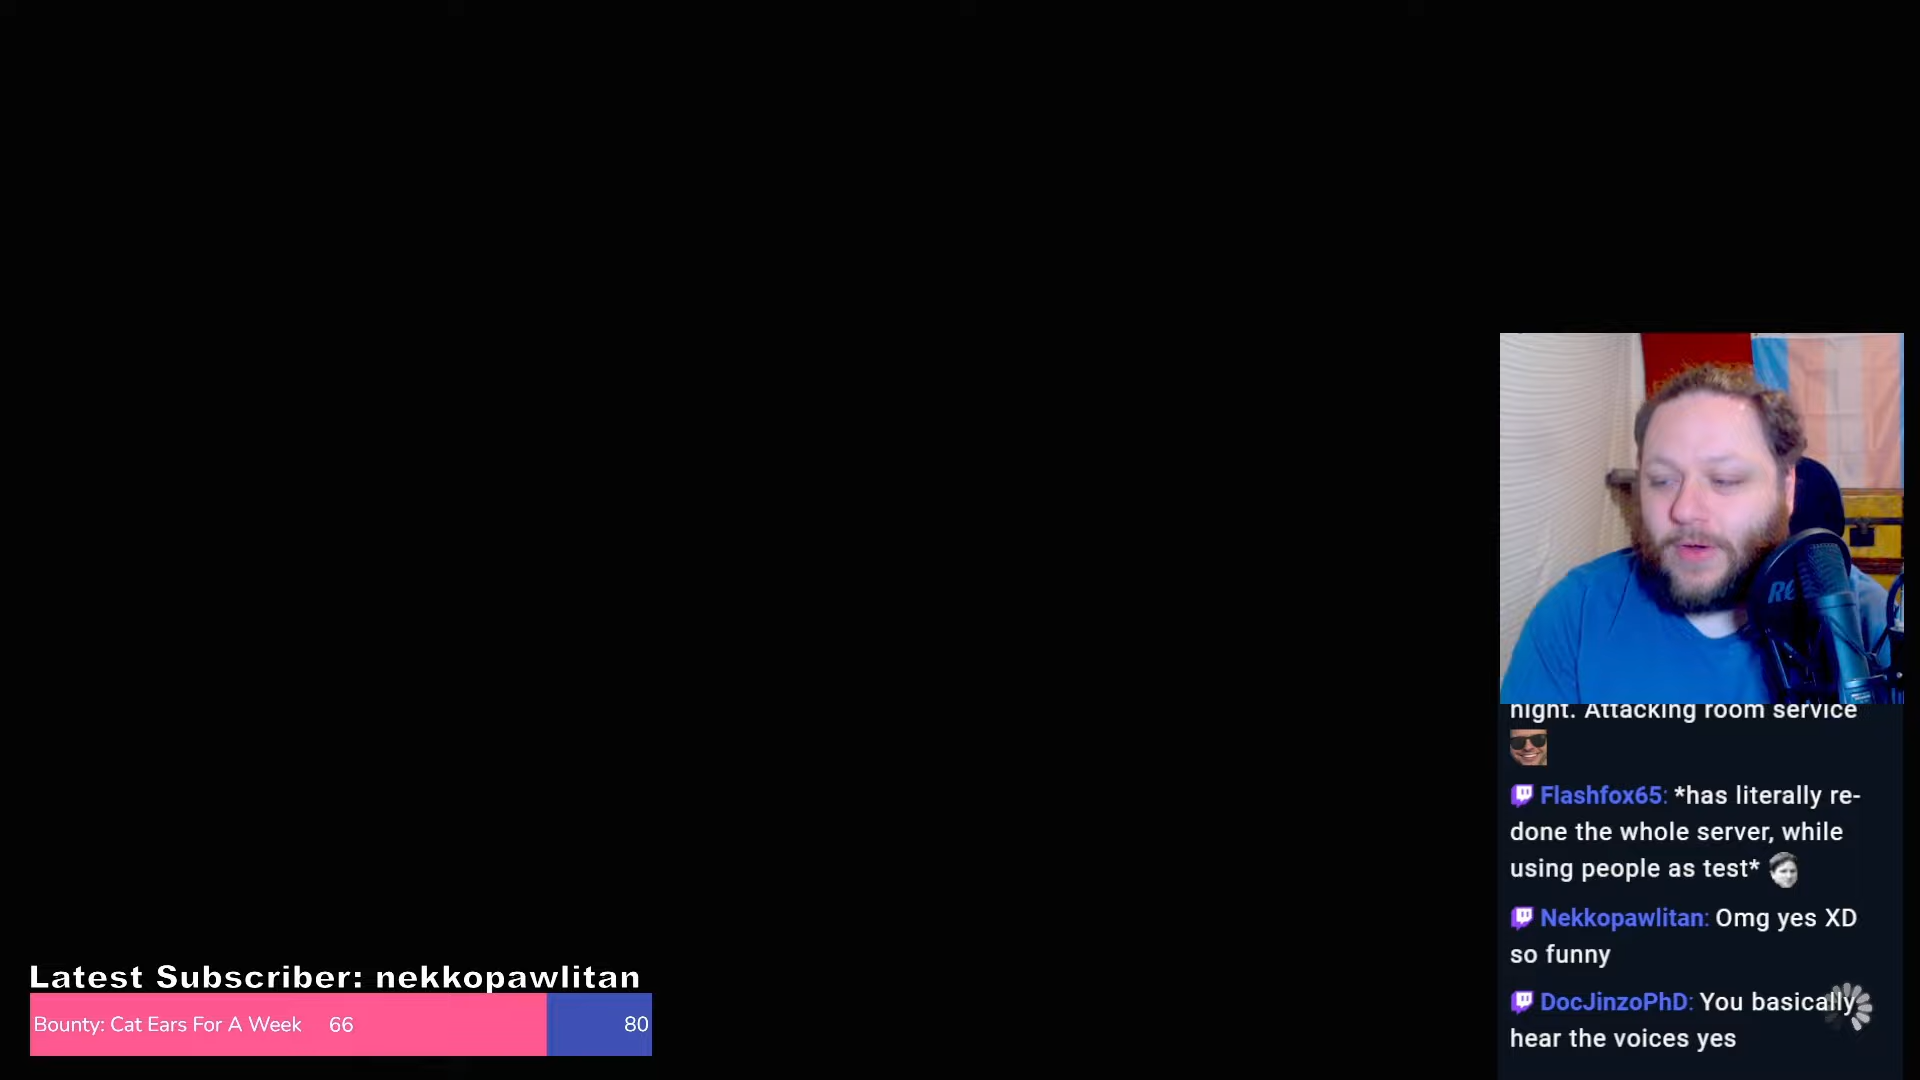 night. Attacking room service
Flashfox65: *has literally re-
done the whole server, while
using people as test*
Nekkopawlitan: Omg yes XD
so funny
DocJinzoPhD: You basically
hear the voices yes
Latest Subscriber: nekkopawlitan
Bounty: Cat Ears For A Week 66 80